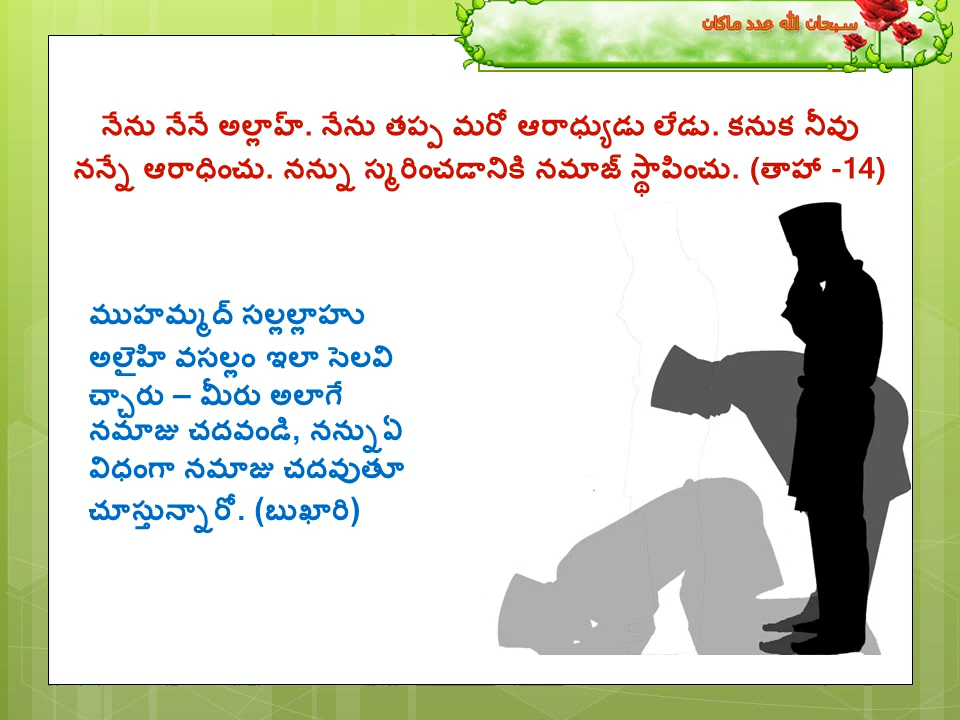 سبحان الله عدد ماكان
నేను నేనే అల్లాహ్. నేను తప్ప మరో ఆరాధ్యుడు లేడు. కనుక నీవు
నన్నే ఆరాధించు. నన్ను స్మరించడానికి నమాజ్ స్థాపించు. (తాహా -14)
ముహమ్మద్ సల్లల్లాహు
అలైహి వసల్లం ఇలా సెలవి
చ్చారు – మీరు అలాగే
నమాజు చదవండి, నన్నుఏ
విధంగా నమాజు చదవుతూ
చూస్తున్నారో. (బుఖారి)